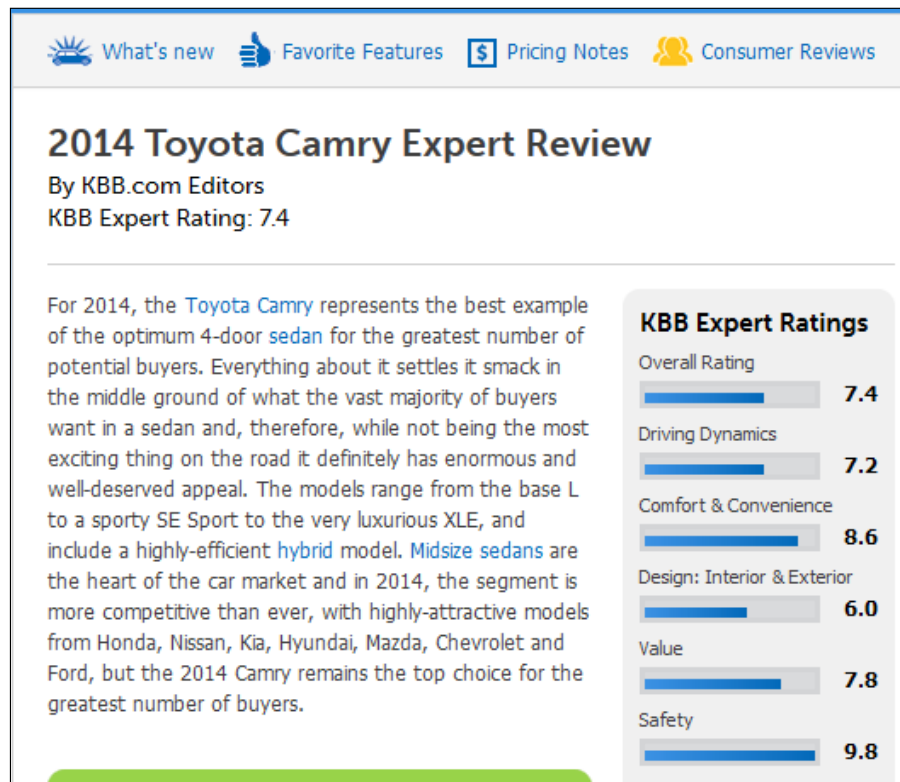 What's new Favorite Features $ Pricing Notes Consumer Reviews
2014 Toyota Camry Expert Review
By KBB.com Editors
KBB Expert Rating: 7.4
For 2014, the Toyota Camry represents the best example
of the optimum 4-door sedan for the greatest number of
potential buyers. Everything about it settles it smack in
the middle ground of what the vast majority of buyers
want in a sedan and, therefore, while not being the most
exciting thing on the road it definitely has enormous and
well-deserved appeal. The models range from the base L
to a sporty SE Sport to the very luxurious XLE, and
include a highly-efficient hybrid model. Midsize sedans are
the heart of the car market and in 2014, the segment is
more competitive than ever, with highly-attractive models
from Honda, Nissan, Kia, Hyundai, Mazda, Chevrolet and
Ford, but the 2014 Camry remains the top choice for the
greatest number of buyers.
KBB Expert Ratings
Overall Rating
7.4
Driving Dynamics
7.2
Comfort & Convenience
8.6
Design: Interior & Exterior
6.0
Value
7.8
Safety
9.8